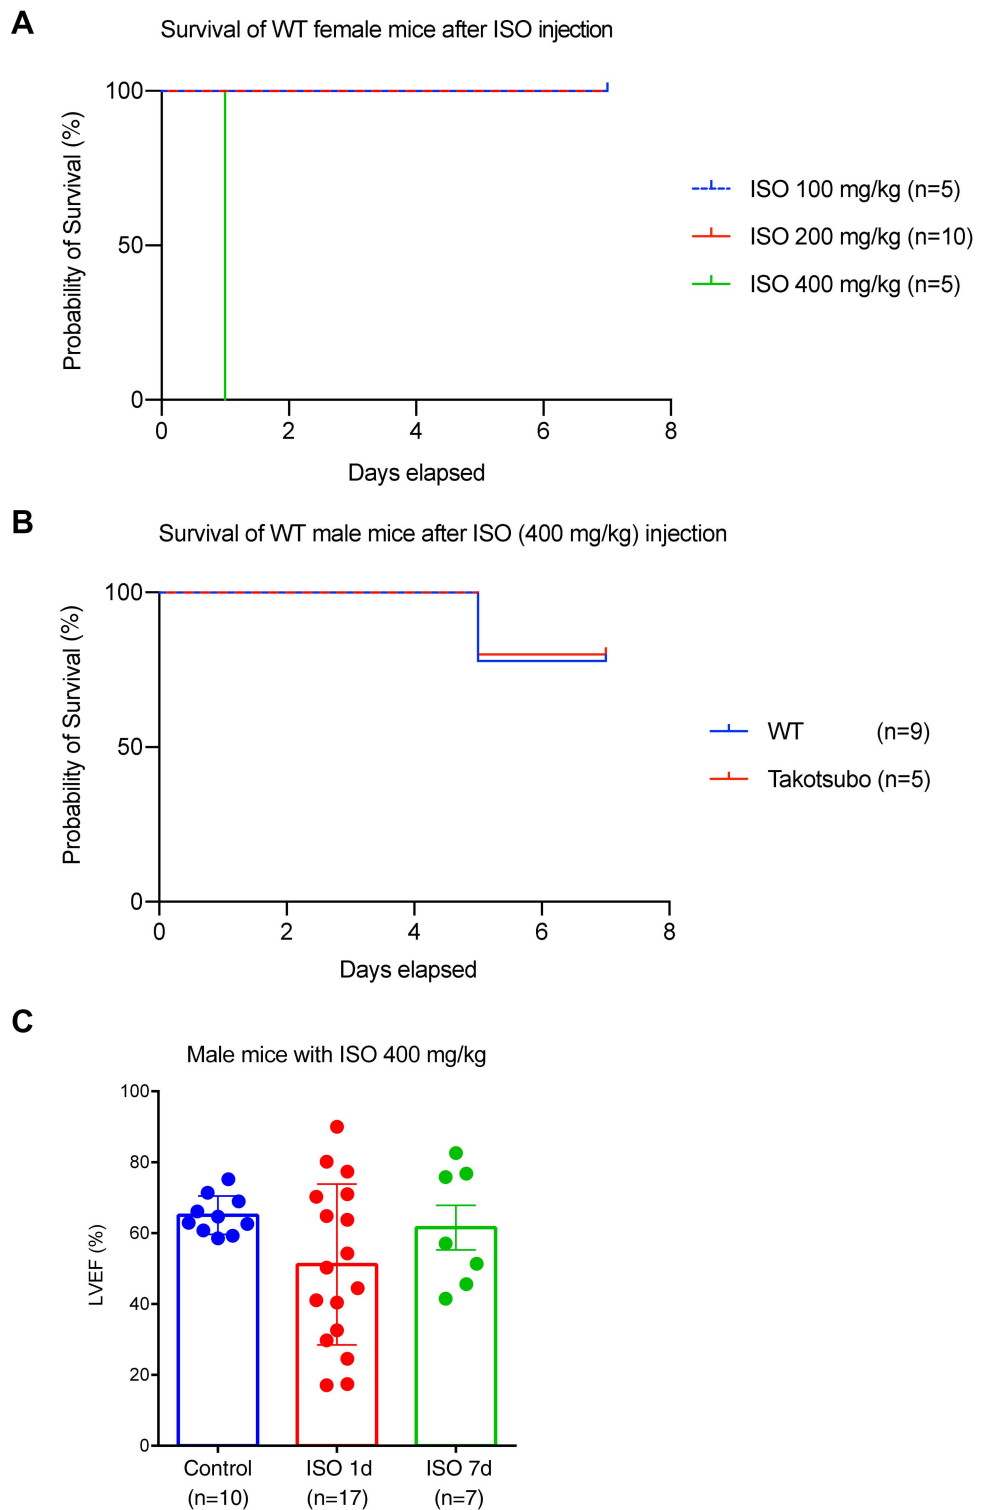 A
Survival of WT female mice after ISO injection
100
50
0
Probability of Survival (%)
0 2 4 6 8
Days elapsed
ISO 100 mg/kg (n=5)
ISO 200 mg/kg (n=10)
ISO 400 mg/kg (n=5)
B
Survival of WT male mice after ISO (400 mg/kg) injection
100
50
0
Probability of Survival (%)
0 2 4 6 8
Days elapsed
WT (n=9)
Takotsubo (n=5)
C
Male mice with ISO 400 mg/kg
100
80
60
40
20
0
LVEF (%)
Control ISO 1d ISO 7d
(n=10) (n=17) (n=7)